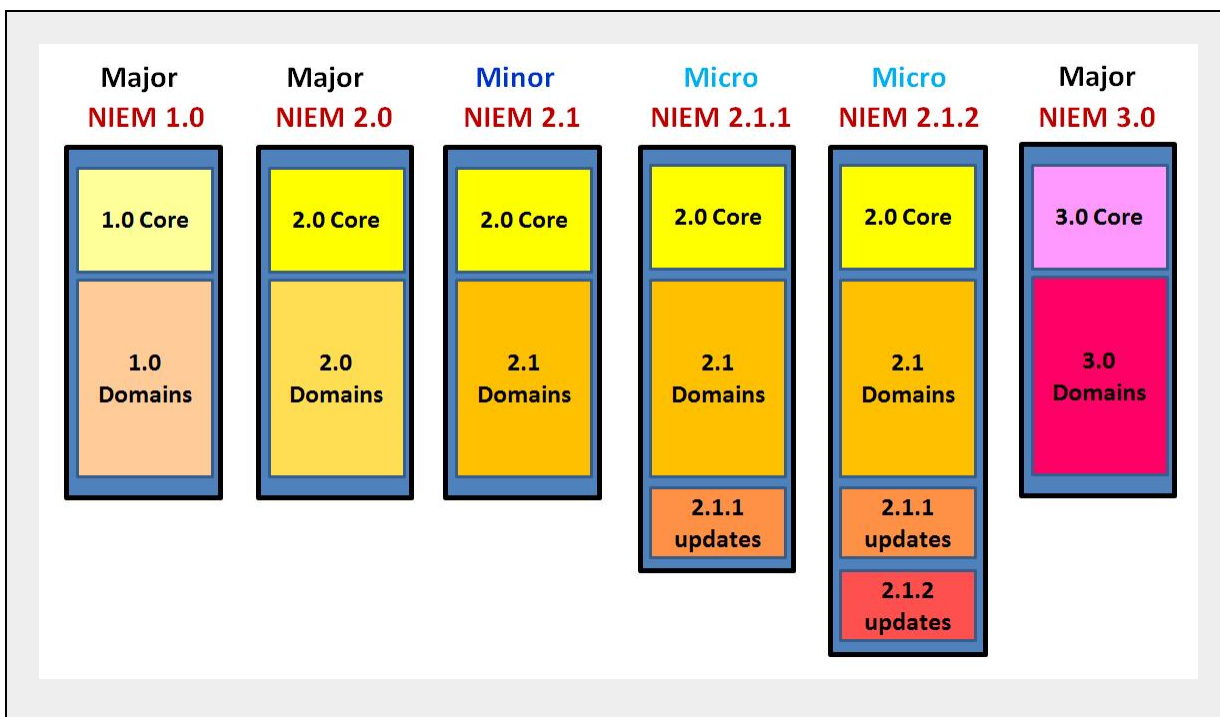 Major
NIEM 1.0
1.0 Core
1.0
Domains
Major
NIEM 2.0
2.0 Core
2.0
Domains
Minor
NIEM 2.1
2.0 Core
2.1
Domains
Micro
NIEM 2.1.1
2.0 Core
2.1
Domains
2.1.1
updates
Micro
NIEM 2.1.2
2.0 Core
2.1
Domains
2.1.1
updates
2.1.2
updates
Major
NIEM 3.0
3.0 Core
3.0
Domains